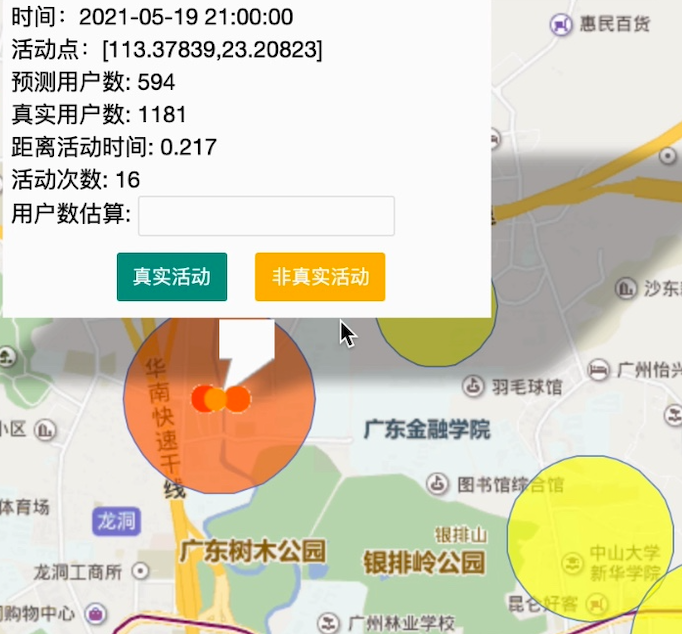 时间：2021-05-19 21:00:00
活动点：[113.37839,23.20823]
预测用户数: 594
真实用户数: 1181
距离活动时间: 0.217
活动次数: 16
用户数估算:
真实活动
非真实活动
惠民百货
沙东
华南快速干线
羽毛球馆
广州怡
小区
广东金融学院
图书馆综合馆
体育场
龙洞
银排山
广东树木公园
银排岭公园
中山大学
新华学院
龙洞工商所
昆仑好客
购物中心
广州林业学校